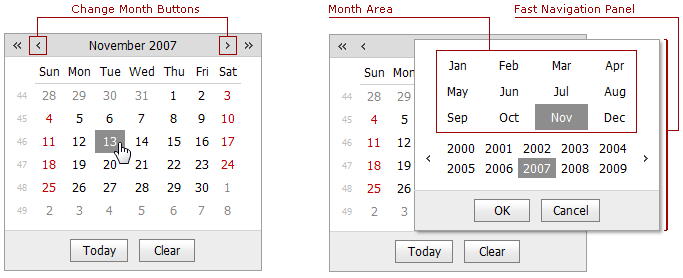 Change Month Buttons
Month Area
Fast Navigation Panel
« ‹ November 2007 › »
Sun Mon Tue Wed Thu Fri Sat
44 28 29 30 31 1 2 3
45 4 5 6 7 8 9 10
46 11 12 13 14 15 16 17
47 18 19 20 21 22 23 24
48 25 26 27 28 29 30 1
49 2 3 4 5 6 7 8
Today Clear
« ‹
Sun M
44 28 29
45 4 5
46 11 12
47 18 19
48 25 26
49 2 3
Today Clear
Jan Feb Mar Apr
May Jun Jul Aug
Sep Oct Nov Dec
‹ 2000 2001 2002 2003 2004 ›
2005 2006 2007 2008 2009
OK Cancel